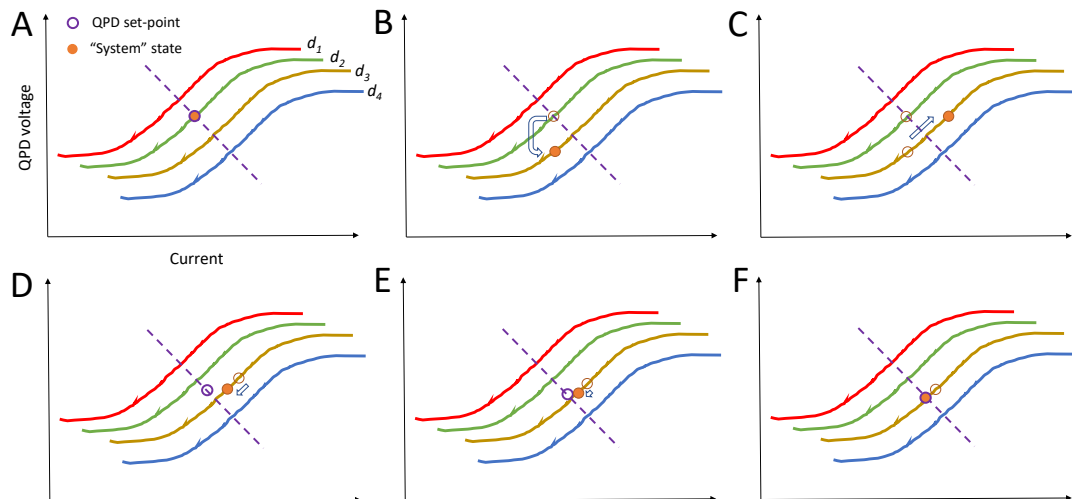 A
QPD set-point
"System" state
d1
d2
d3
d4
QPD voltage
Current
B
C
D
E
F